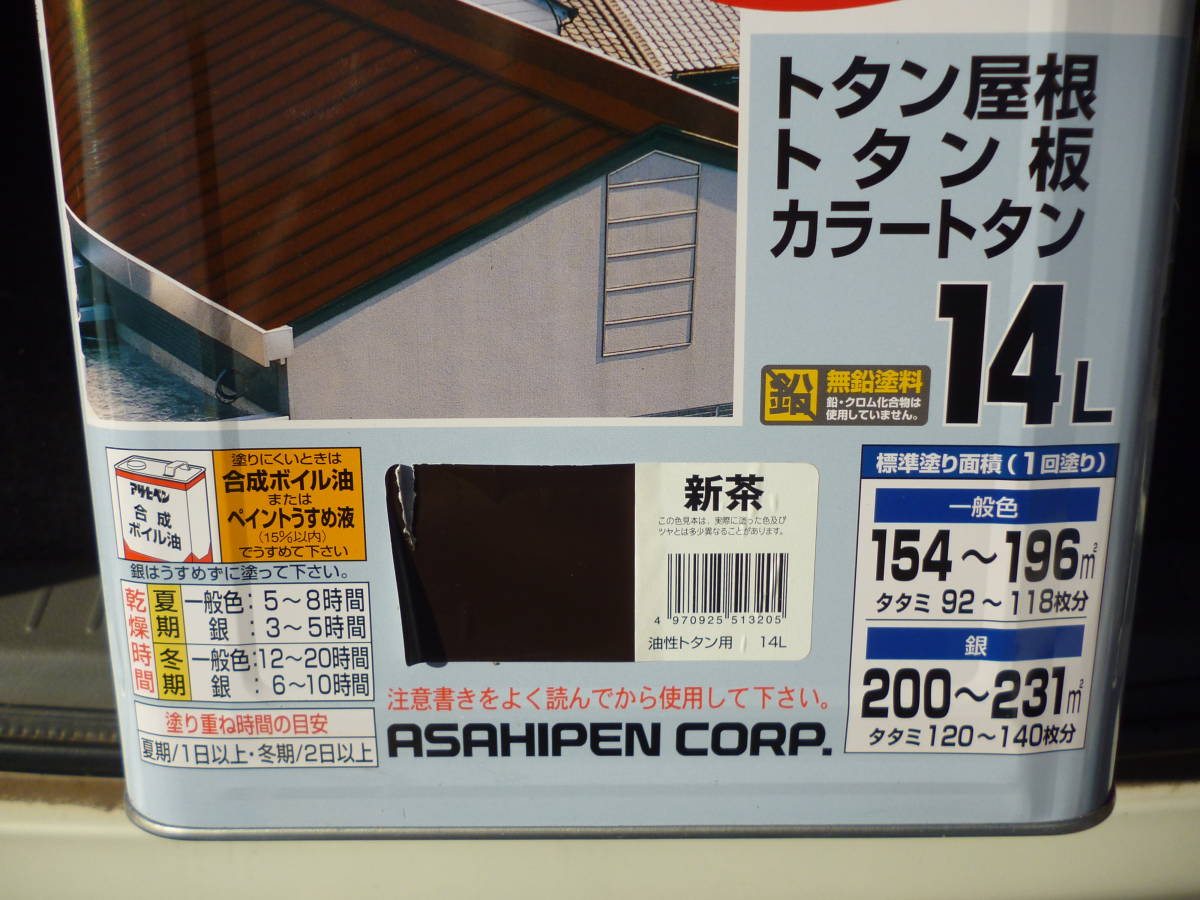 トタン屋根
トタン板
カラートタン
14L
鉛
無鉛塗料
鉛・クロム化合物は
使用していません。
アサヒペン
合成
ボイル油
塗りにくいときは
合成ボイル油
または
ペイントうすめ液
(15%以内)
でうすめて下さい
銀はうすめずに塗って下さい。
乾燥時間
夏期
一般色:5〜8時間
銀:3〜5時間
冬期
一般色:12〜20時間
銀:6〜10時間
塗り重ね時間の目安
夏期/1日以上・冬期/2日以上
新茶
この色見本は、実際に塗った色及び
ツヤとは多少異なることがあります。
4 970925 513205
油性トタン用 14L
注意書きをよく読んでから使用して下さい。
ASAHIPEN CORP.
標準塗り面積(1回塗り)
一般色
154〜196㎡
タタミ 92〜118枚分
銀
200〜231㎡
タタミ 120〜140枚分